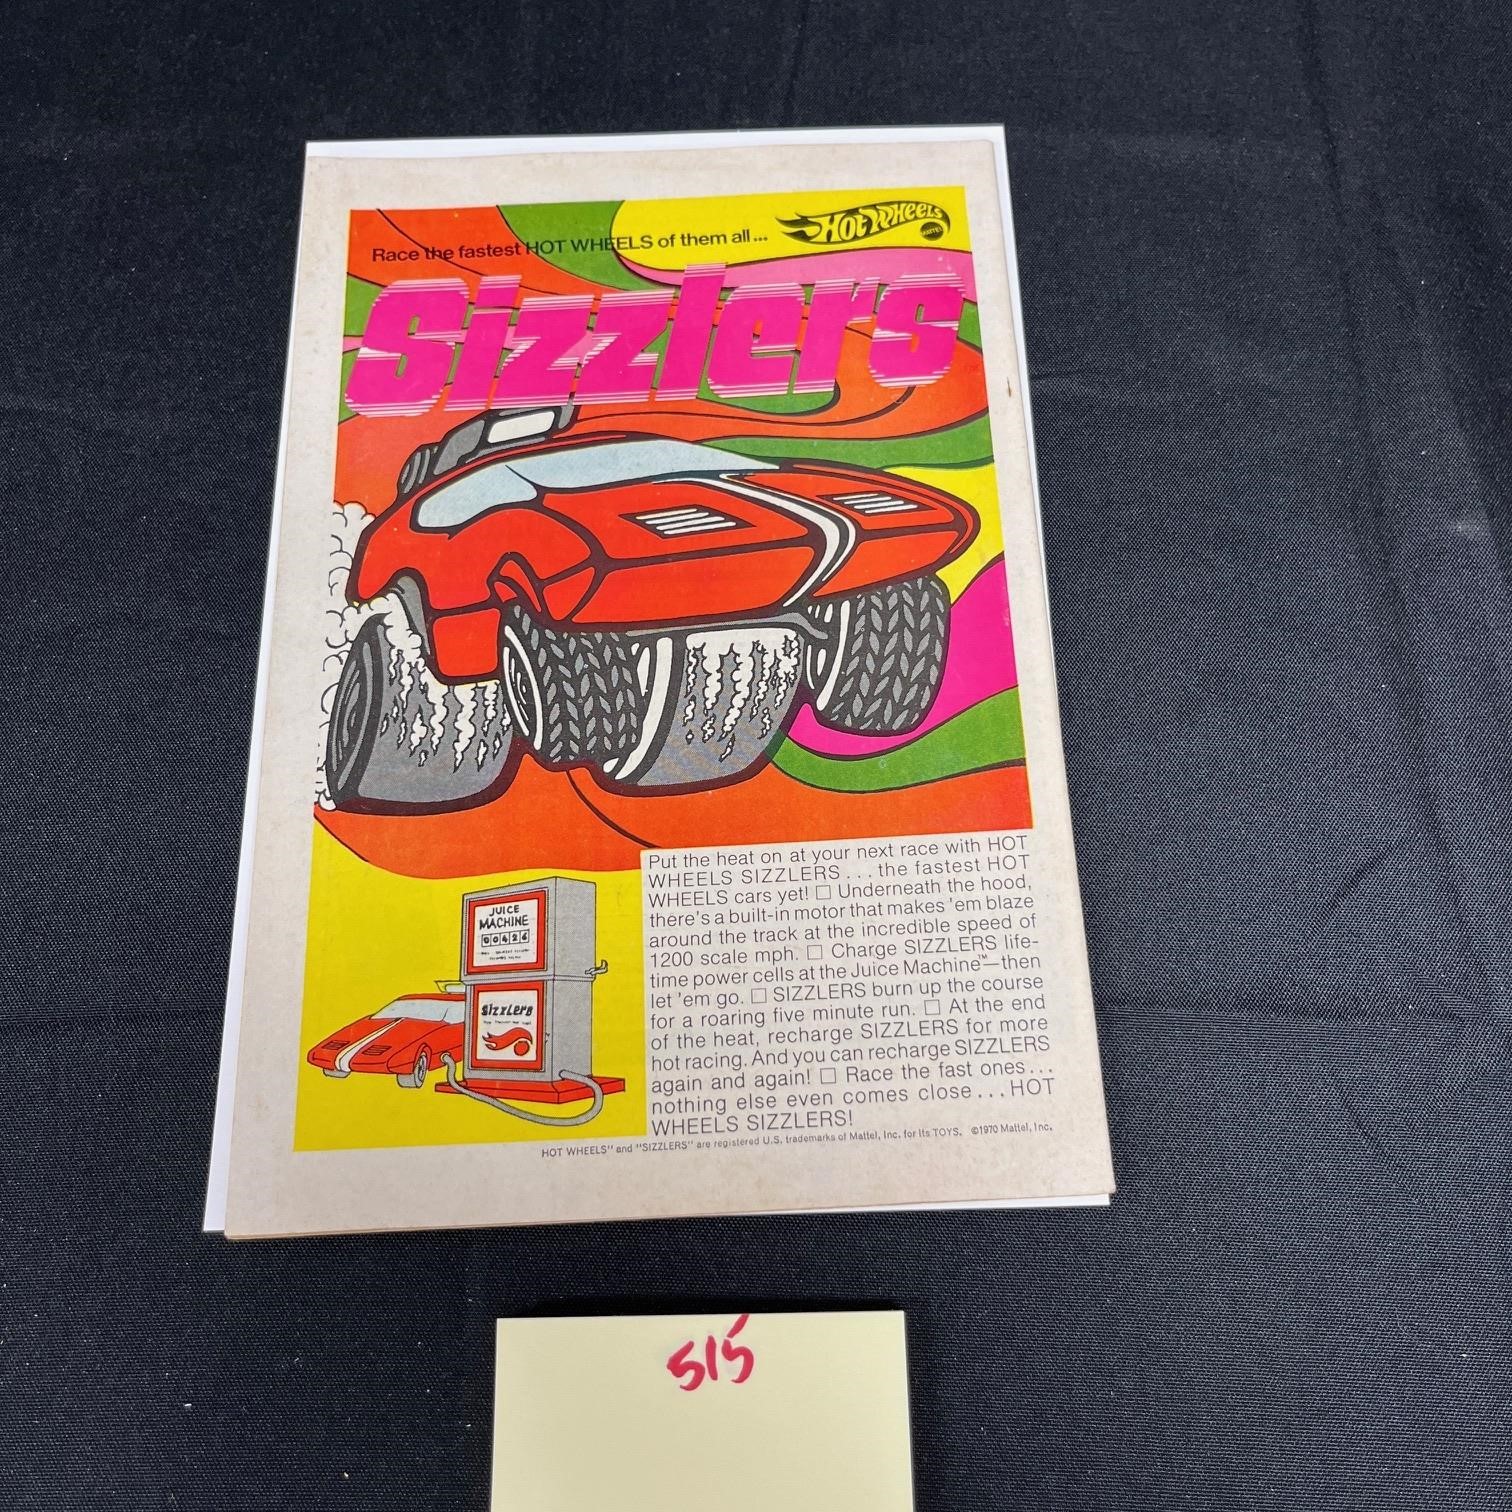 Race the fastest HOT WHEELS of them all...
Hot Wheels
MATTEL
Sizzlers
Put the heat on at your next race with HOT
WHEELS SIZZLERS... the fastest HOT
WHEELS cars yet! □ Underneath the hood,
there's a built-in motor that makes 'em blaze
around the track at the incredible speed of
1200 scale mph. □ Charge SIZZLERS life-
time power cells at the Juice Machine™—then
let 'em go. □ SIZZLERS burn up the course
for a roaring five minute run. □ At the end
of the heat, recharge SIZZLERS for more
hot racing. And you can recharge SIZZLERS
again and again! □ Race the fast ones...
nothing else even comes close...HOT
WHEELS SIZZLERS!
JUICE
MACHINE
00426
Sizzlers
HOT WHEELS" and "SIZZLERS" are registered U.S. trademarks of Mattel, Inc. for its TOYS. ©1970 Mattel, Inc.
515